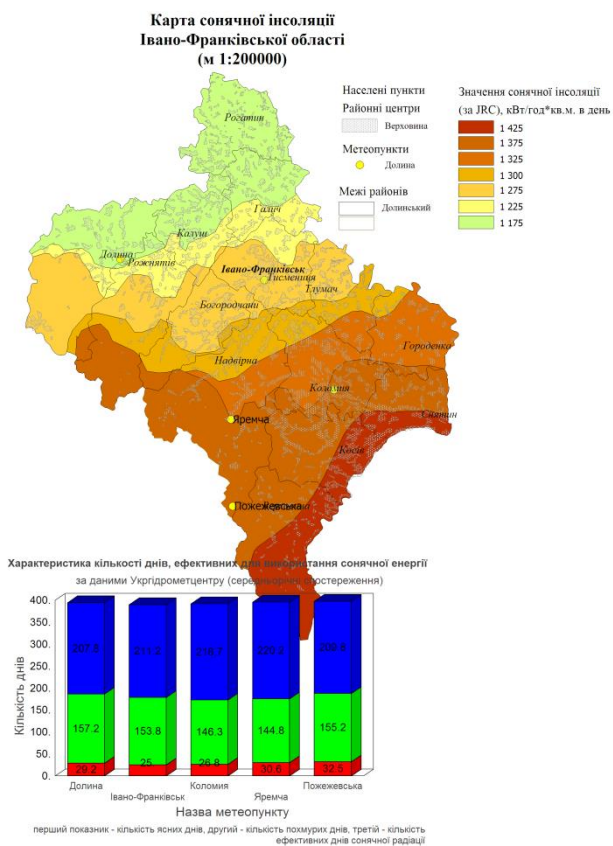 Карта сонячної інсоляції
Івано-Франківської області
(м 1:200000)
Населені пункти
Районні центри
Верховина
Метеопункти
Долина
Межі районів
Долинський
Значення сонячної інсоляції
(за JRC), кВт/год*кв.м. в день
1 425
1 375
1 325
1 300
1 275
1 225
1 175
Рогатин
Галич
Калуш
Долина
Рожнятів
Івано-Франківськ
Тисмениця
Тлумач
Богородчани
Надвірна
Городенка
Коломия
Снятин
Яремча
Косів
Пожежевська
Характеристика кількості днів, ефективних для використання сонячної енергії
за даними Укргідрометцентру (середньорічні спостереження)
Кількість днів
400.
350.
300.
250.
200.
150.
100.
50.
0.
207.8
211.2
218.7
220.2
209.8
157.2
153.8
146.3
144.8
155.2
29.2
25
26.8
30.6
32.5
Долина
Івано-Франківськ
Коломия
Яремча
Пожежевська
Назва метеопункту
перший показник - кількість ясних днів, другий - кількість похмурих днів, третій - кількість
ефективних днів сонячної радіації